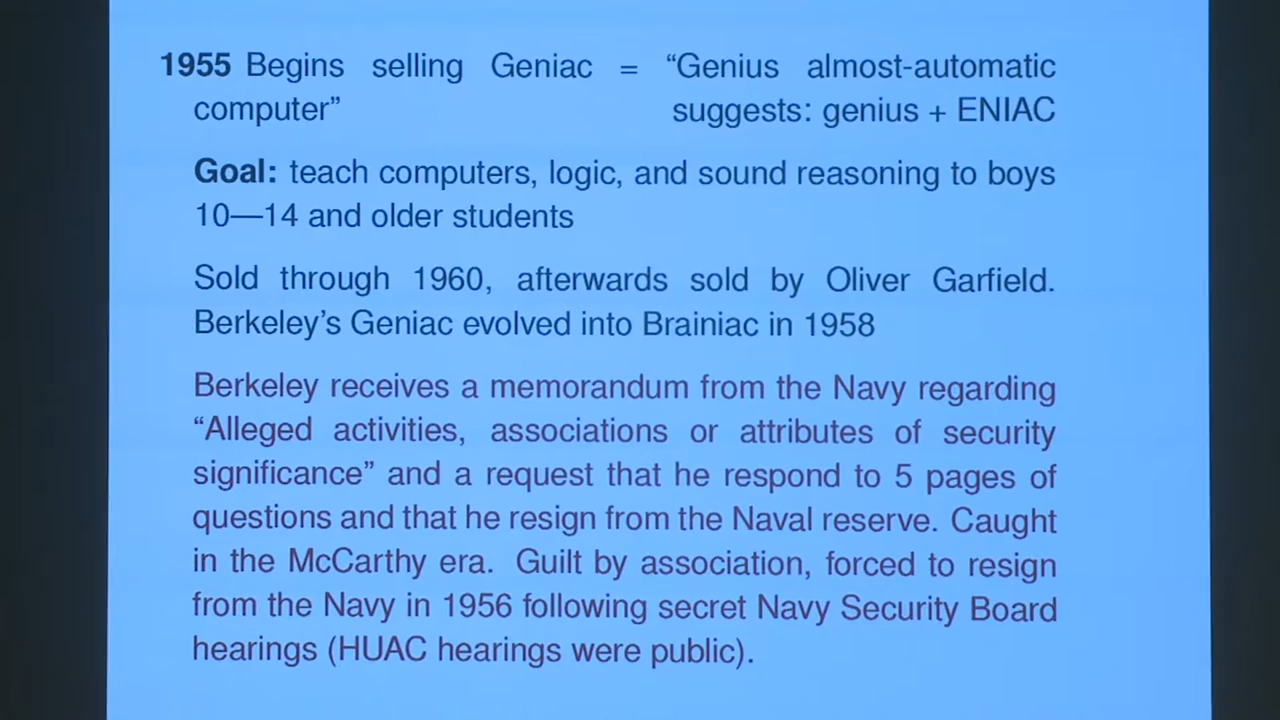 1955 Begins selling Geniac = “Genius almost-automatic
computer” suggests: genius + ENIAC
Goal: teach computers, logic, and sound reasoning to boys
10—14 and older students
Sold through 1960, afterwards sold by Oliver Garfield.
Berkeley’s Geniac evolved into Brainiac in 1958
Berkeley receives a memorandum from the Navy regarding
“Alleged activities, associations or attributes of security
significance” and a request that he respond to 5 pages of
questions and that he resign from the Naval reserve. Caught
in the McCarthy era. Guilt by association, forced to resign
from the Navy in 1956 following secret Navy Security Board
hearings (HUAC hearings were public).